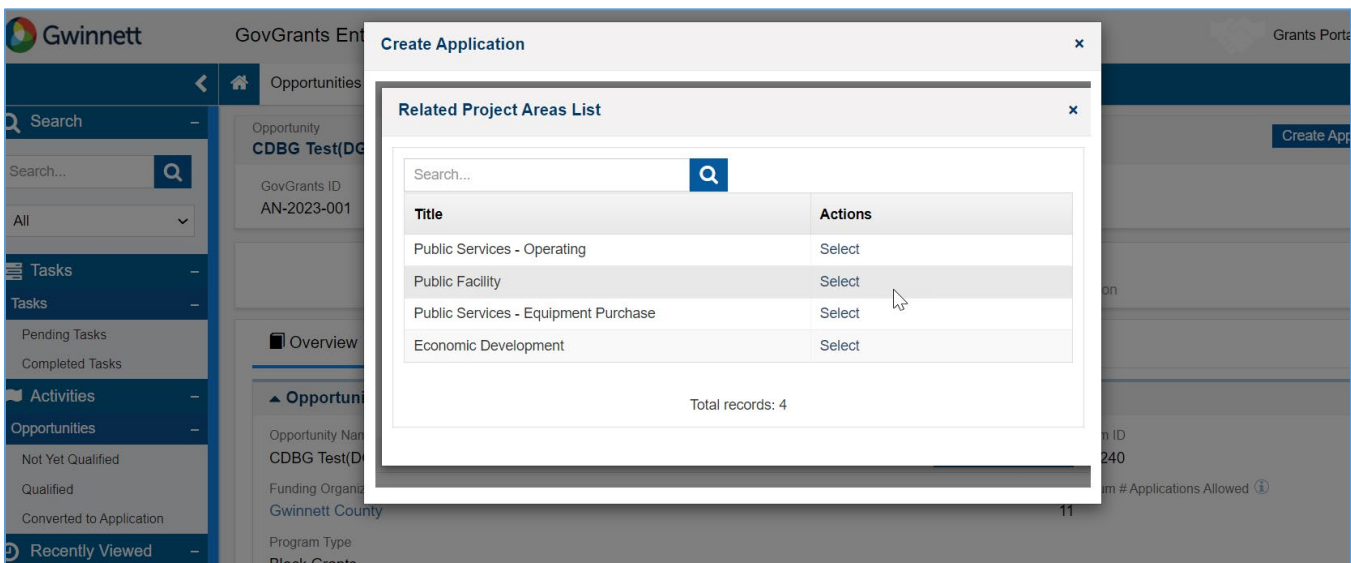 Gwinnett
GovGrants Ent
Create Application
×
Grants Porta
Opportunities
Search
Search...
All
Tasks
Tasks
Pending Tasks
Completed Tasks
Activities
Opportunities
Not Yet Qualified
Qualified
Converted to Application
Recently Viewed
Opportunity
CDBG Test(DG
Create App
GovGrants ID
AN-2023-001
Related Project Areas List
×
Search...
Title Actions
Public Services - Operating Select
Public Facility Select
Public Services - Equipment Purchase Select
Economic Development Select
Total records: 4
on
Overview
Opportuni
Opportunity Nam
CDBG Test(D
m ID
240
Funding Organiz
Gwinnett County
um # Applications Allowed
11
Program Type
Block Grants